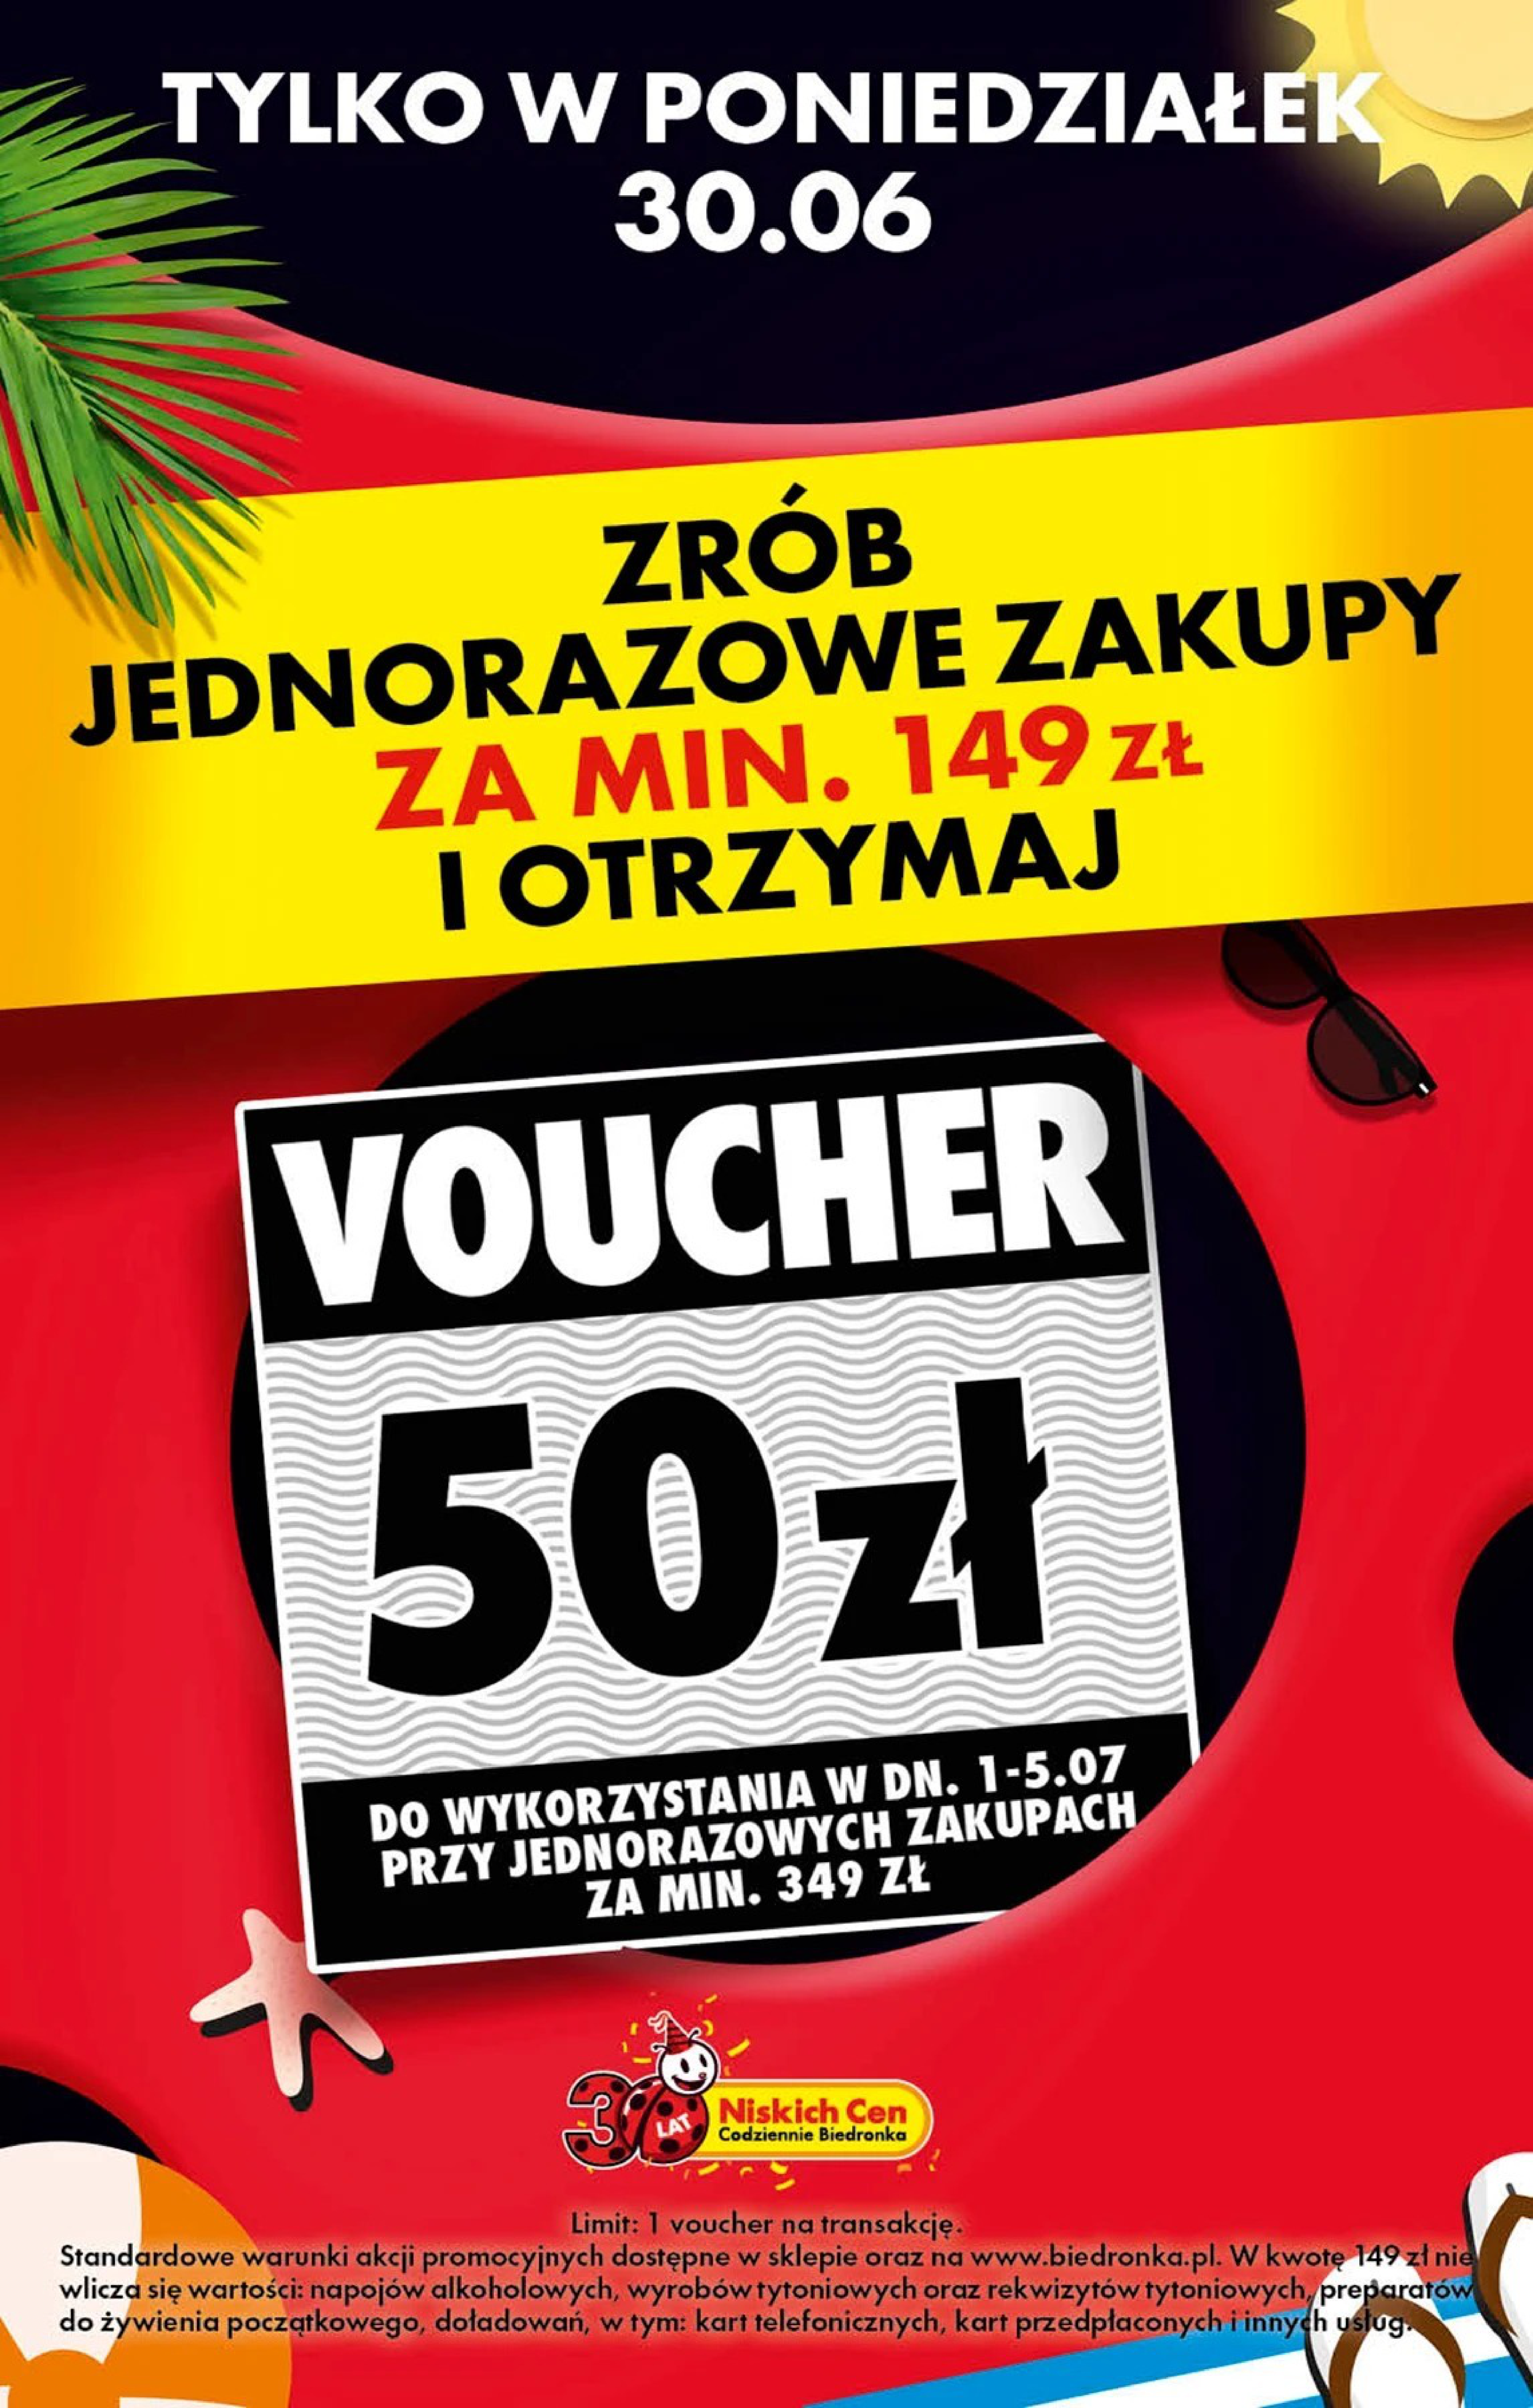 TYLKO W PONIEDZIAŁEK
30.06
ZRÓB
JEDNORAZOWE ZAKUPY
ZA MIN. 149 ZŁ
I OTRZYMAJ
VOUCHER
50 zł
DO WYKORZYSTANIA W DN. 1-5.07
PRZY JEDNORAZOWYCH ZAKUPACH
ZA MIN. 349 ZŁ
30 LAT
Niskich Cen
Codziennie Biedronka
Limit: 1 voucher na transakcję.
Standardowe warunki akcji promocyjnych dostępne w sklepie oraz na www.biedronka.pl. W kwotę 149 zł nie
wlicza się wartości: napojów alkoholowych, wyrobów tytoniowych oraz rekwizytów tytoniowych, preparatów
do żywienia początkowego, doładowań, w tym: kart telefonicznych, kart przedpłaconych i innych usług.